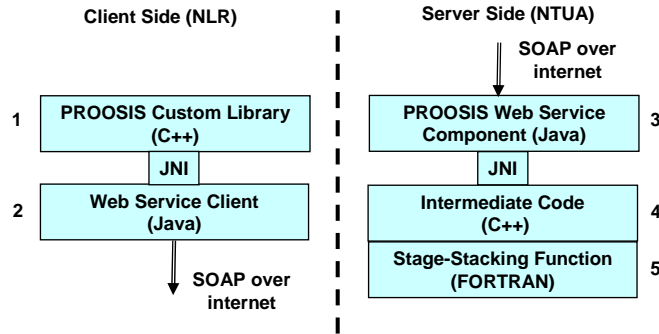 Client Side (NLR)
1
PROOSIS Custom Library
(C++)
JNI
2
Web Service Client
(Java)
SOAP over
internet
Server Side (NTUA)
SOAP over
internet
PROOSIS Web Service
Component (Java)
3
JNI
Intermediate Code
(C++)
4
Stage-Stacking Function
(FORTRAN)
5